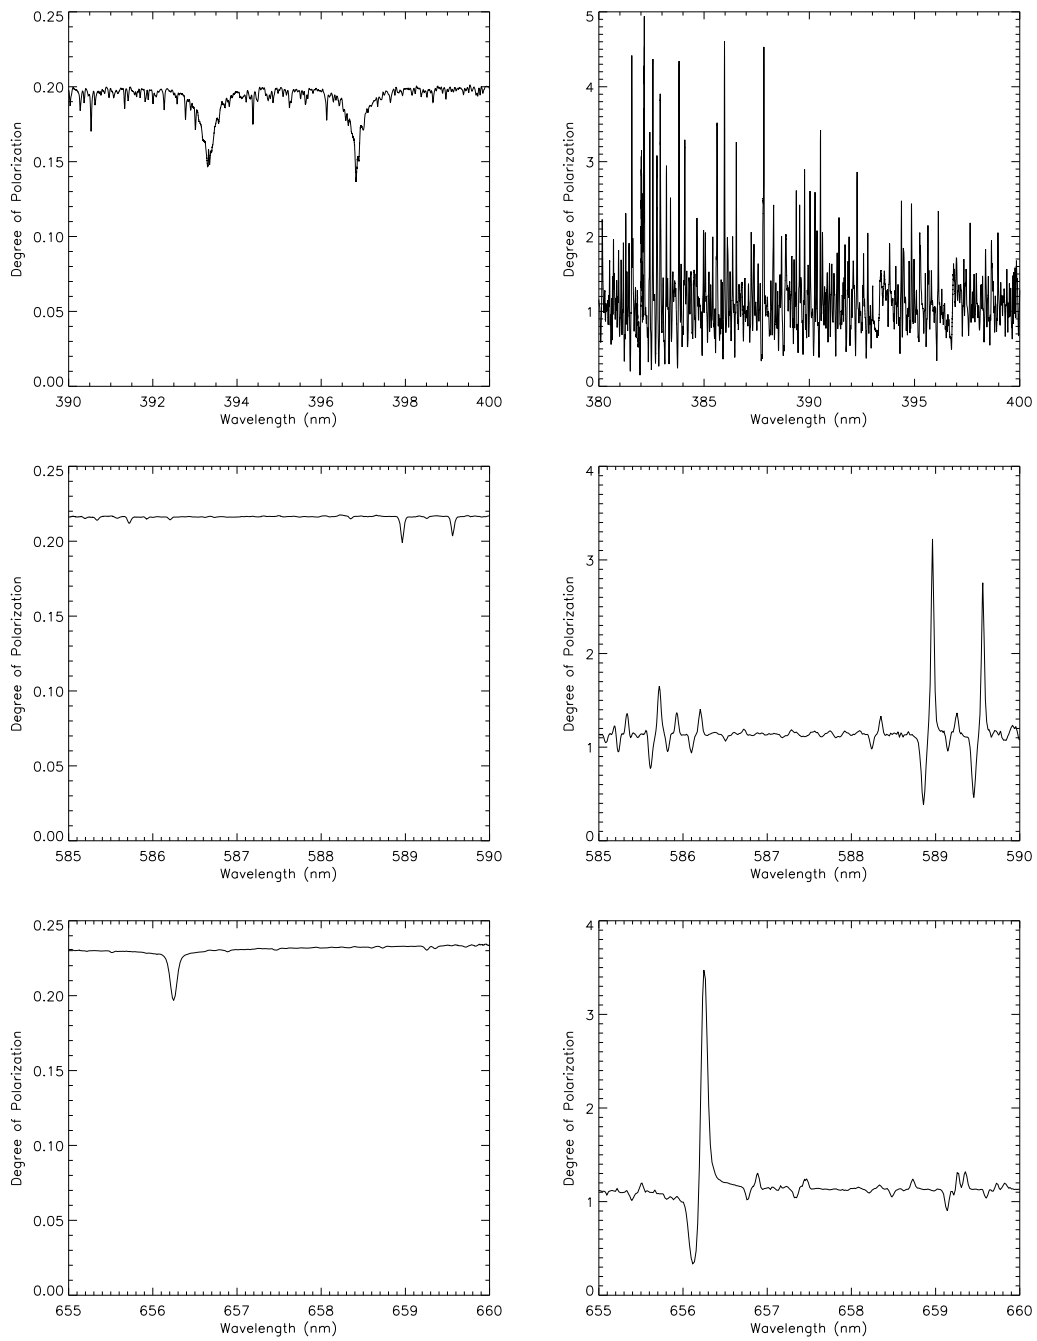 0.25
0.20
0.15
0.10
0.05
0.00
Degree of Polarization
390 392 394 396 398 400
Wavelength (nm)
5
4
3
2
1
0
Degree of Polarization
380 385 390 395 400
Wavelength (nm)
0.25
0.20
0.15
0.10
0.05
0.00
Degree of Polarization
585 586 587 588 589 590
Wavelength (nm)
4
3
2
1
0
Degree of Polarization
585 586 587 588 589 590
Wavelength (nm)
0.25
0.20
0.15
0.10
0.05
0.00
Degree of Polarization
655 656 657 658 659 660
Wavelength (nm)
4
3
2
1
0
Degree of Polarization
655 656 657 658 659 660
Wavelength (nm)